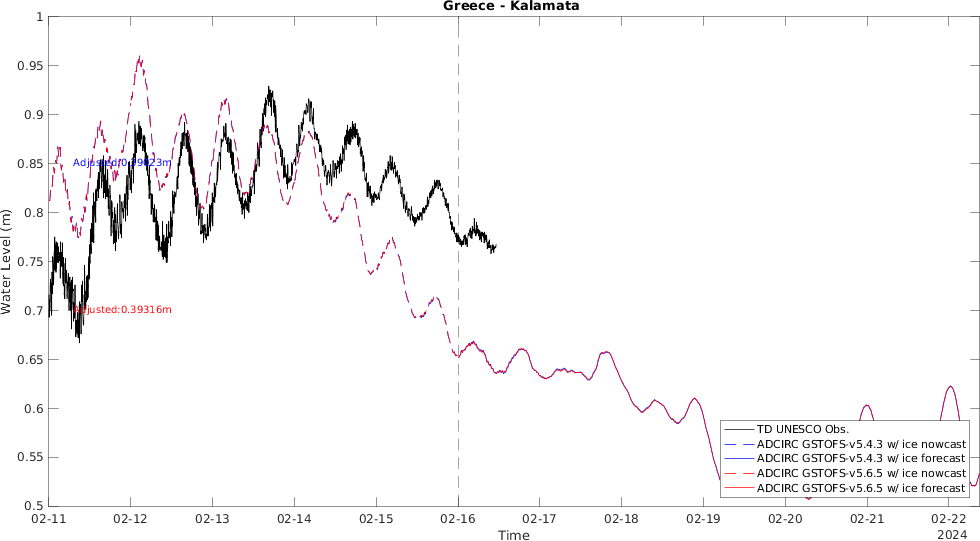 Greece - Kalamata
1
0.95
0.9
0.85
0.8
0.75
0.7
0.65
0.6
0.55
0.5
Water Level (m)
Adjusted:0.39316m
TD UNESCO Obs.
ADCIRC GSTOFS-v5.4.3 w/ ice nowcast
ADCIRC GSTOFS-v5.4.3 w/ ice forecast
ADCIRC GSTOFS-v5.6.5 w/ ice nowcast
ADCIRC GSTOFS-v5.6.5 w/ ice forecast
02-11 02-12 02-13 02-14 02-15 02-16 02-17 02-18 02-19 02-20 02-21 02-22
Time
2024